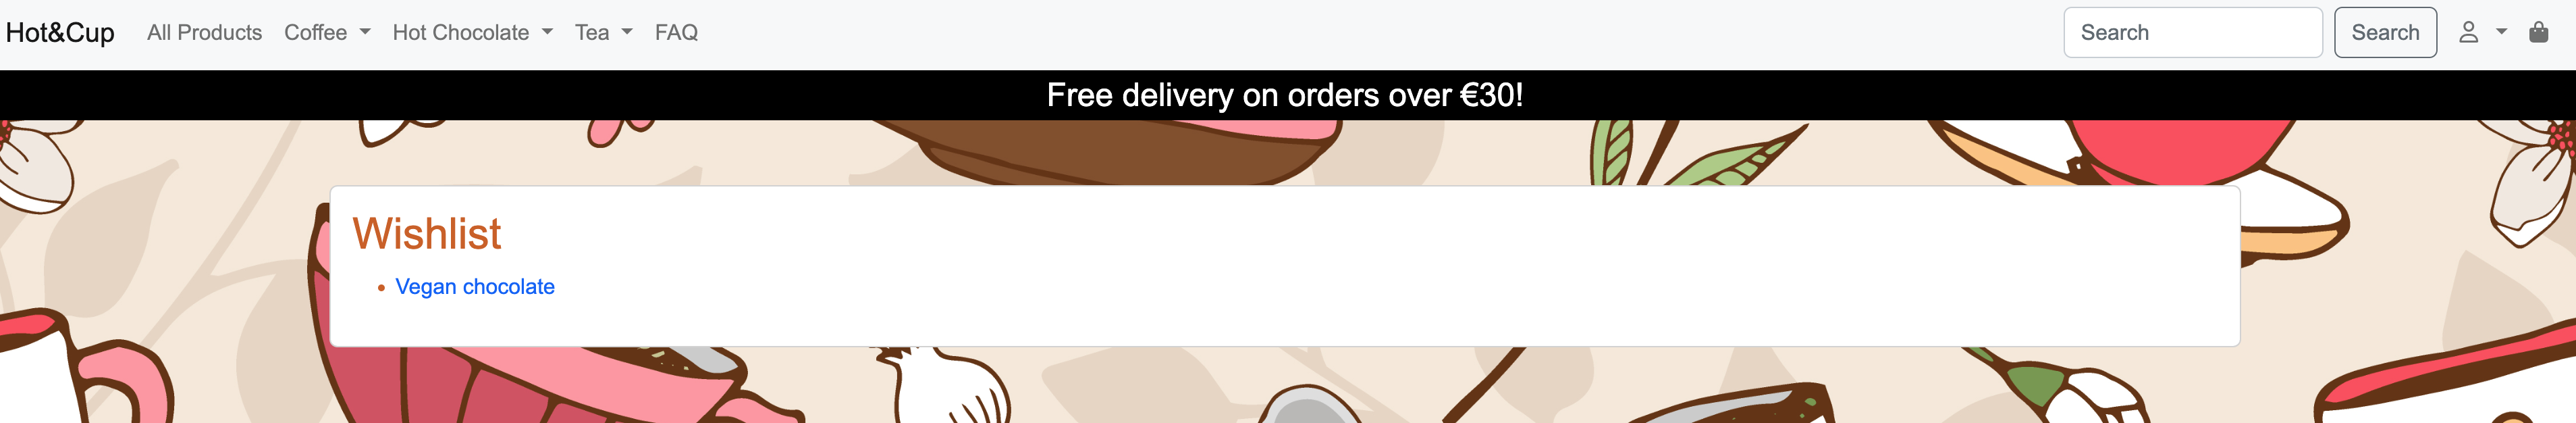 Hot&Cup All Products Coffee Hot Chocolate Tea FAQ Search Search
Free delivery on orders over €30!
Wishlist
• Vegan chocolate